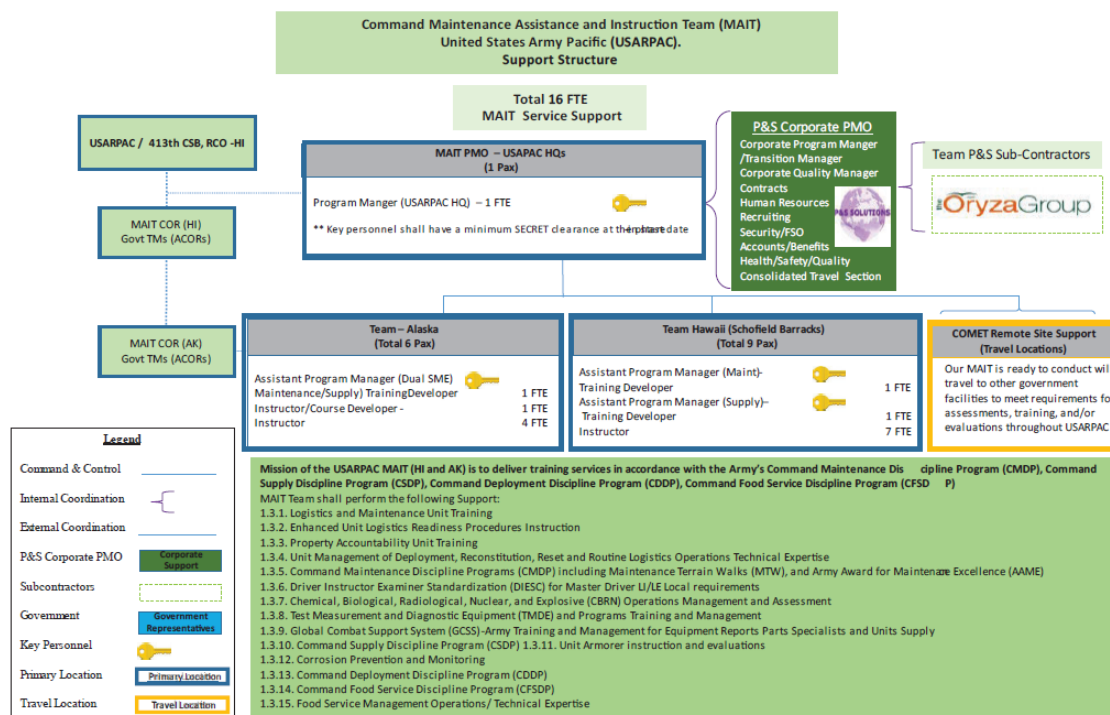 Command Maintenance Assistance and Instruction Team (MAIT)
United States Army Pacific (USARPAC).
Support Structure
Total 16 FTE
MAIT Service Support
USARPAC / 413th CSB, RCO -HI
MAIT COR (HI)
Govt TMs (ACORs)
MAIT COR (AK)
Govt TMs (ACORs)
MAIT PMO – USAPAC HQs
(1 Pax)
Program Manger (USARPAC HQ) – 1 FTE
** Key personnel shall have a minimum SECRET clearance at date
P&S Corporate PMO
Corporate Program Manger
/Transition Manager
Corporate Quality Manager
Contracts
Human Resources
Recruiting
Security/FSO
Accounts/Benefits
Health/Safety/Quality
Consolidated Travel Section
P&S SOLUTIONS
Team P&S Sub-Contractors
the OryzaGroup
Team – Alaska
(Total 6 Pax)
Assistant Program Manager (Dual SME)
Maintenance/Supply) TrainingDeveloper 1 FTE
Instructor/Course Developer - 1 FTE
Instructor 4 FTE
Team Hawaii (Schofield Barracks)
(Total 9 Pax)
Assistant Program Manager (Maint)-
Training Developer 1 FTE
Assistant Program Manager (Supply)–
Training Developer 1 FTE
Instructor 7 FTE
COMET Remote Site Support
(Travel Locations)
Our MAIT is ready to conduct wil
travel to other government
facilities to meet requirements fo
assessments, training, and/or
evaluations throughout USARPAC
Legend
Command & Control
Internal Coordination
External Coordination
P&S Corporate PMO
Corporate
Support
Subcontractors
Government
Government
Representatives
Key Personnel
Primary Location
Primary Location
Travel Location
Travel Location
Mission of the USARPAC MAIT (HI and AK) is to deliver training services in accordance with the Army's Command Maintenance Dis cipline Program (CMDP), Command
Supply Discipline Program (CSDP), Command Deployment Discipline Program (CDDP), Command Food Service Discipline Program (CFSD P)
MAIT Team shall perform the following Support:
1.3.1. Logistics and Maintenance Unit Training
1.3.2. Enhanced Unit Logistics Readiness Procedures Instruction
1.3.3. Property Accountability Unit Training
1.3.4. Unit Management of Deployment, Reconstitution, Reset and Routine Logistics Operations Technical Expertise
1.3.5. Command Maintenance Discipline Programs (CMDP) including Maintenance Terrain Walks (MTW), and Army Award for Maintenance Excellence (AAME)
1.3.6. Driver Instructor Examiner Standardization (DIESC) for Master Driver LI/LE Local requirements
1.3.7. Chemical, Biological, Radiological, Nuclear, and Explosive (CBRN) Operations Management and Assessment
1.3.8. Test Measurement and Diagnostic Equipment (TMDE) and Programs Training and Management
1.3.9. Global Combat Support System (GCSS)-Army Training and Management for Equipment Reports Parts Specialists and Units Supply
1.3.10. Command Supply Discipline Program (CSDP) 1.3.11. Unit Armorer instruction and evaluations
1.3.12. Corrosion Prevention and Monitoring
1.3.13. Command Deployment Discipline Program (CDDP)
1.3.14. Command Food Service Discipline Program (CFSDP)
1.3.15. Food Service Management Operations/ Technical Expertise